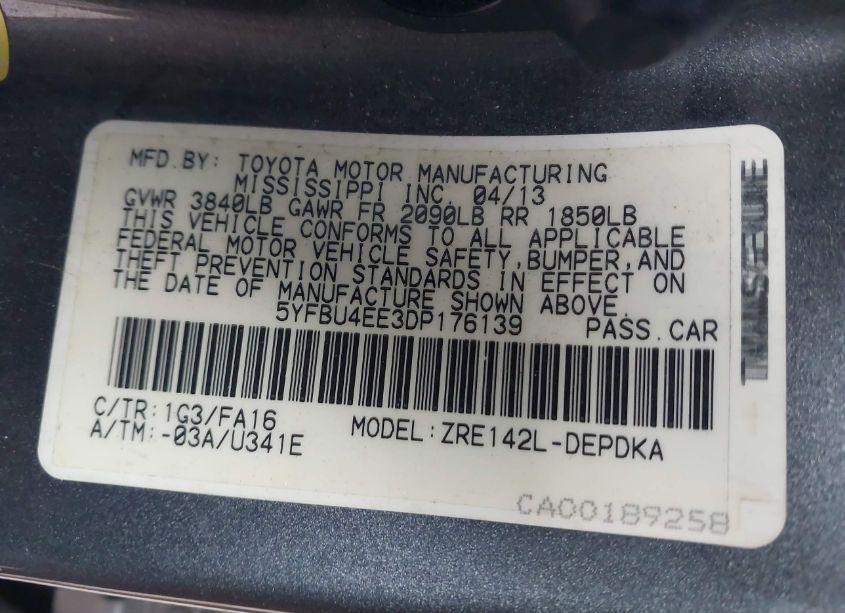 MFD.BY: TOYOTA MOTOR MANUFACTURING
MISSISSIPPI INC. 04/13
GVWR 3840LB GAWR FR 2090LB RR 1850LB
THIS VEHICLE CONFORMS TO ALL APPLICABLE
FEDERAL MOTOR VEHICLE SAFETY,BUMPER,AND
THEFT PREVENTION STANDARDS IN EFFECT ON
THE DATE OF MANUFACTURE SHOWN ABOVE.
5YFBU4EE3DP176139 PASS.CAR
C/TR:1G3/FA16
A/TM:-03A/U341E MODEL:ZRE142L-DEPDKA
CA00189258